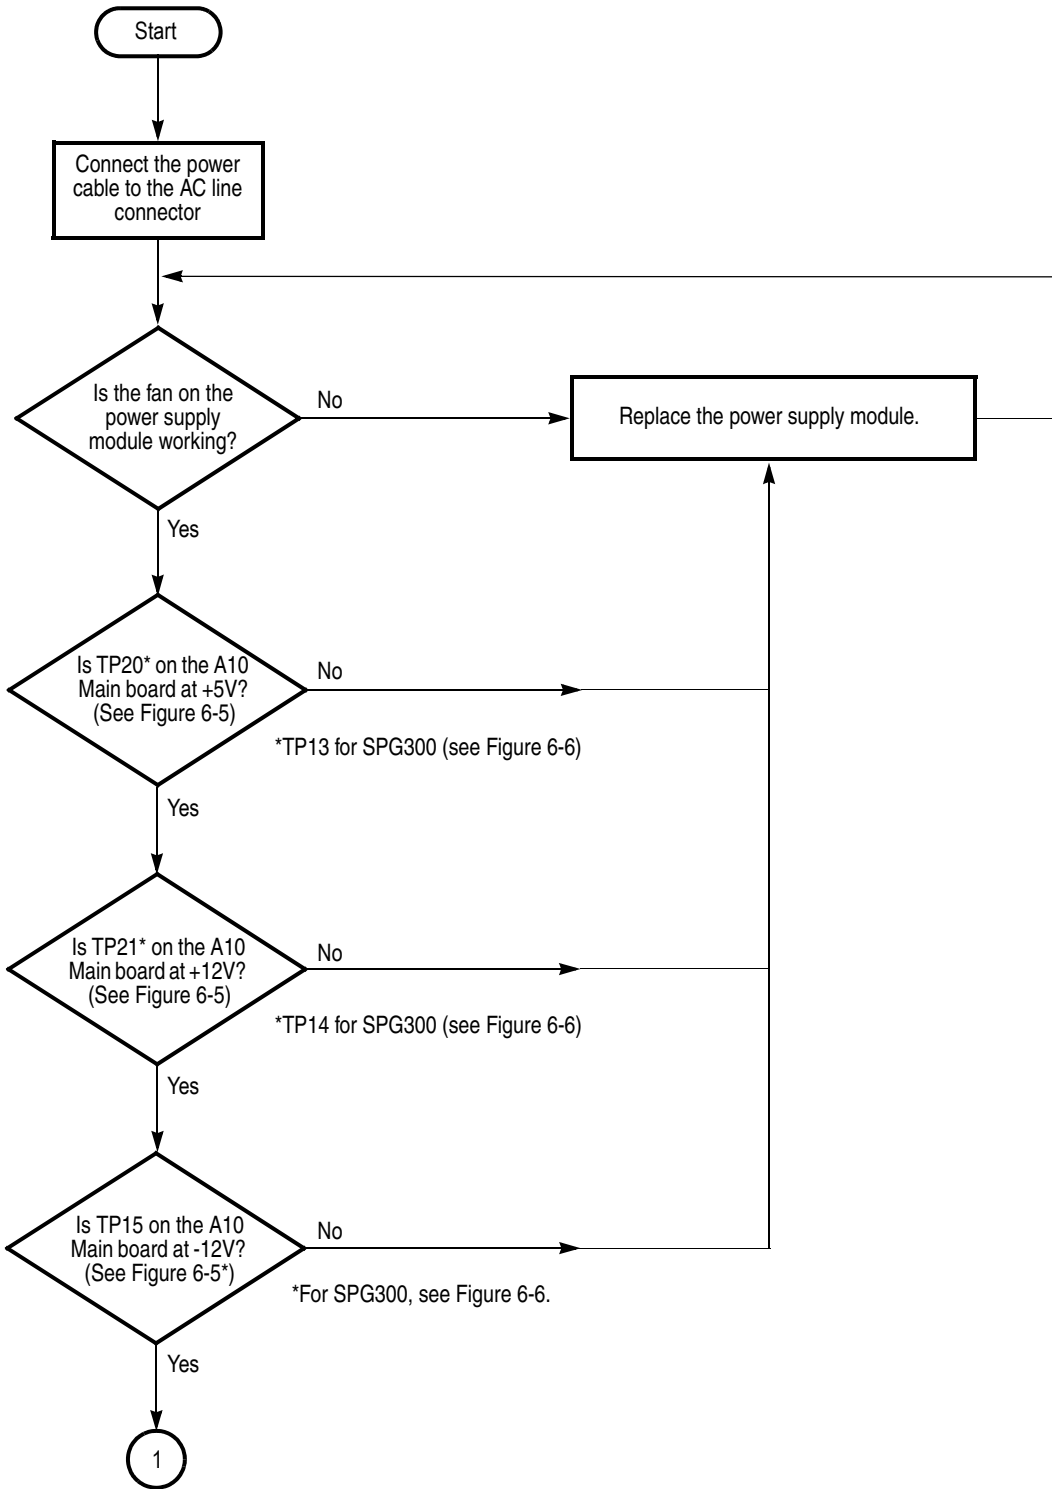 Start
Connect the power
cable to the AC line
connector
Is the fan on the
power supply
module working?
No
Replace the power supply module.
Yes
Is TP20* on the A10
Main board at +5V?
(See Figure 6-5)
No
*TP13 for SPG300 (see Figure 6-6)
Yes
Is TP21* on the A10
Main board at +12V?
(See Figure 6-5)
No
*TP14 for SPG300 (see Figure 6-6)
Yes
Is TP15 on the A10
Main board at -12V?
(See Figure 6-5*)
No
*For SPG300, see Figure 6-6.
Yes
1